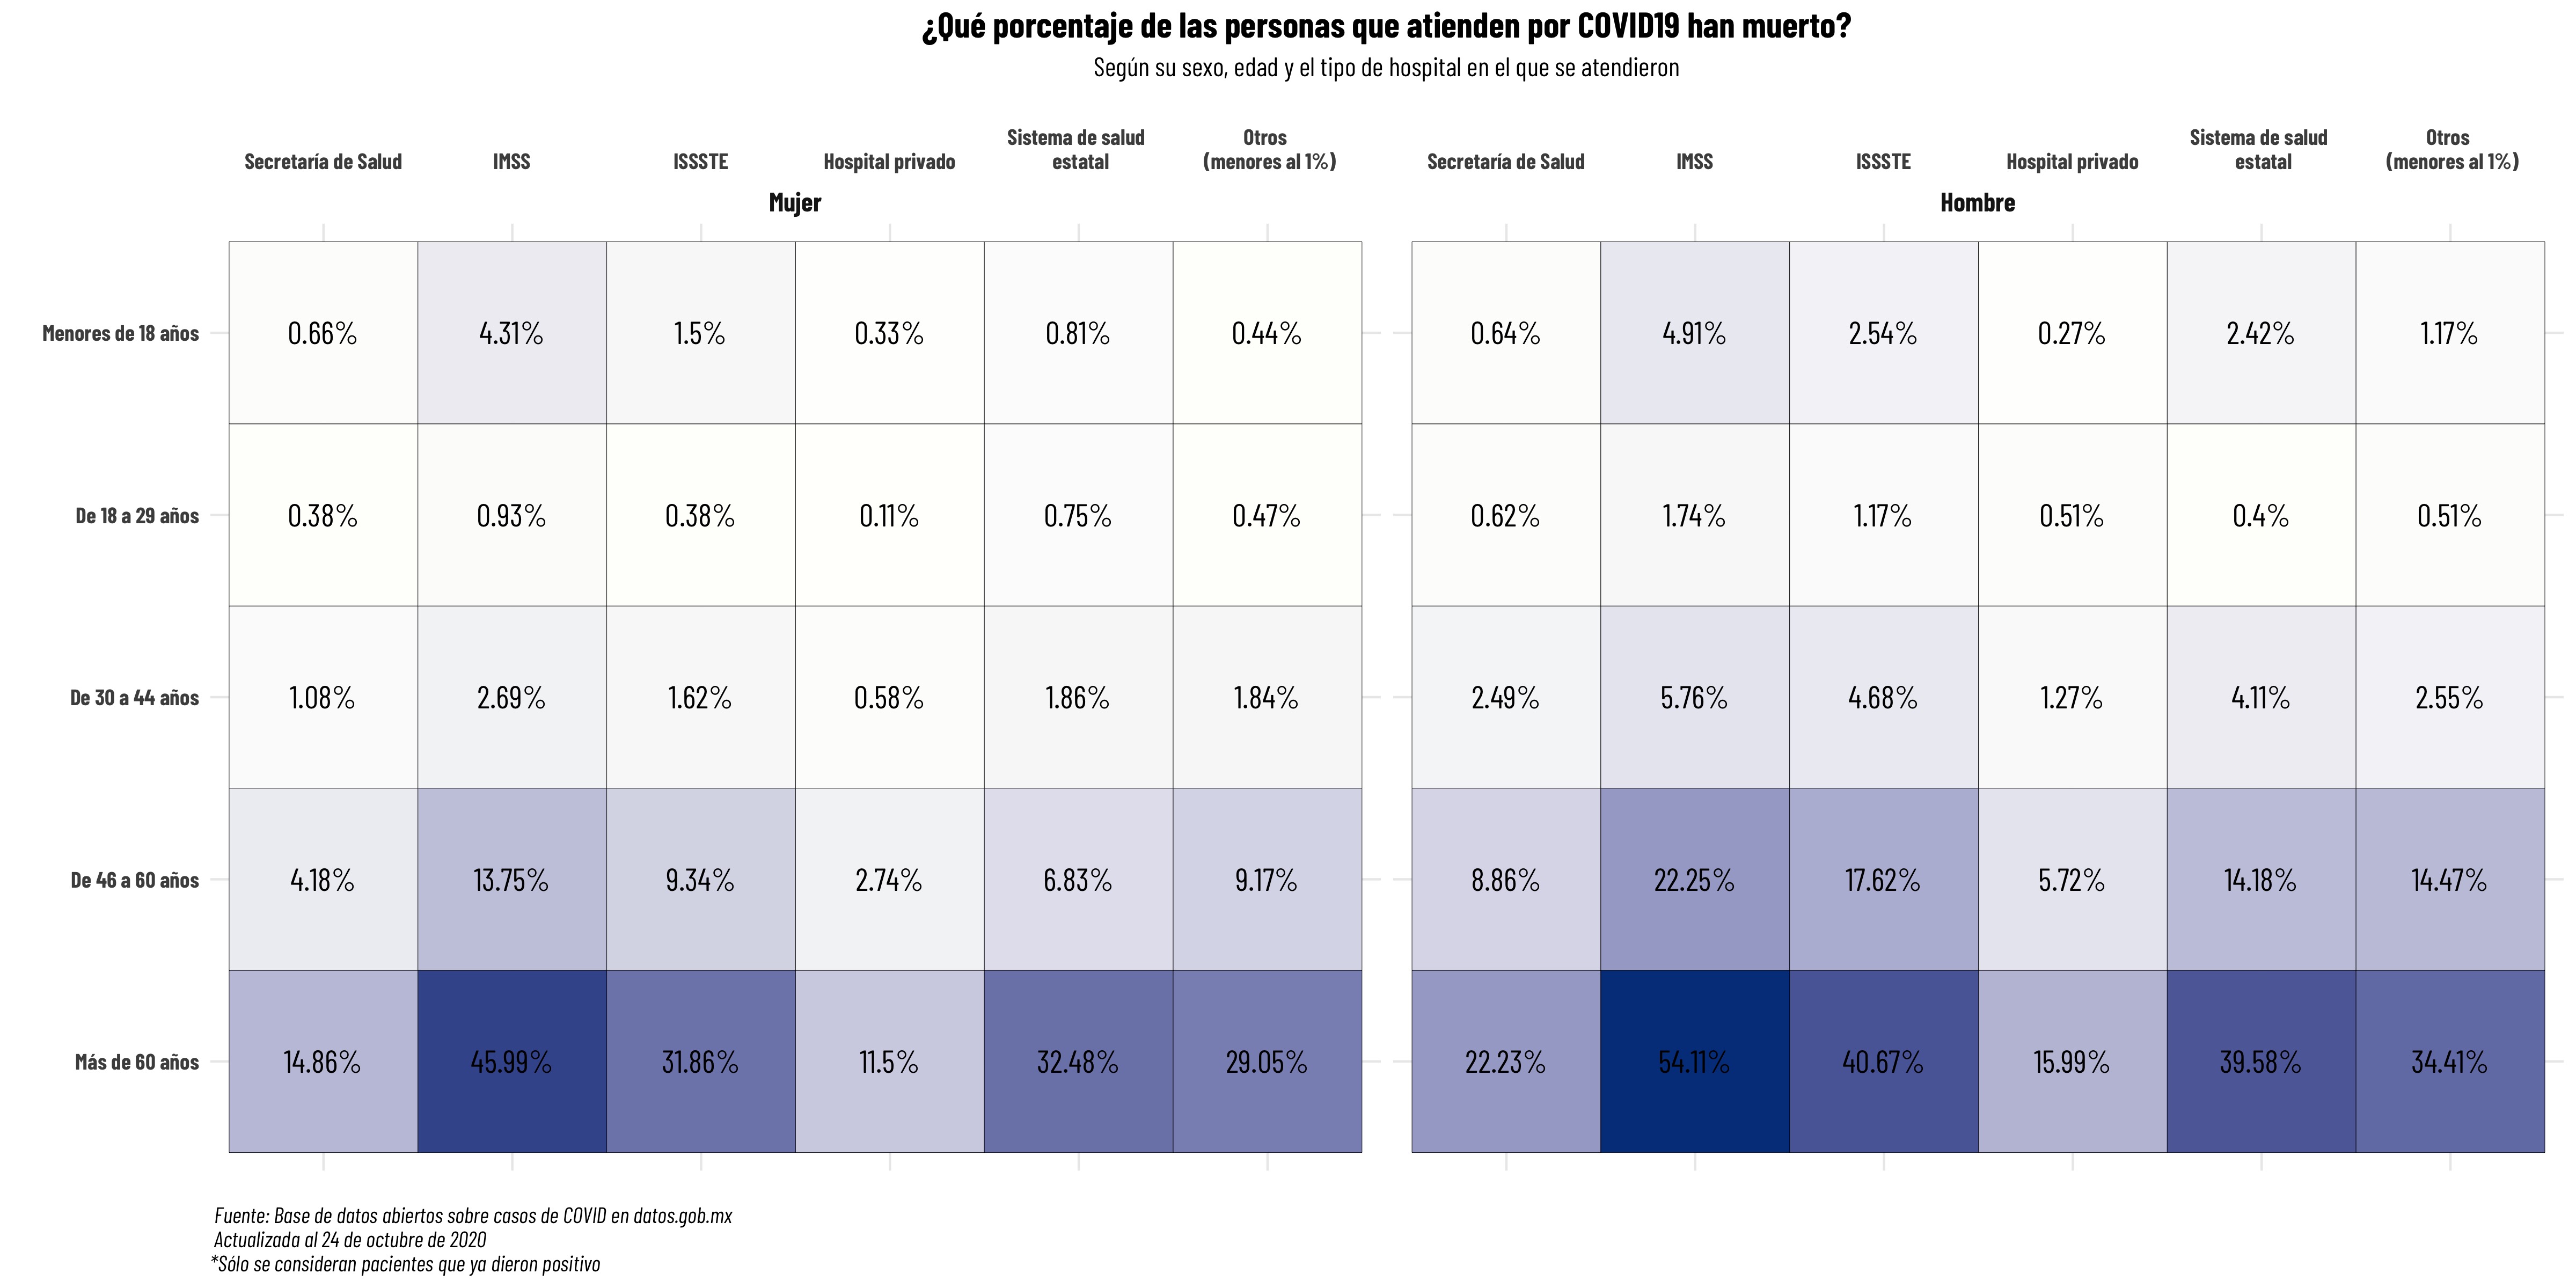 ¿Qué porcentaje de las personas que atienden por COVID19 han muerto?
Según su sexo, edad y el tipo de hospital en el que se atendieron
Secretaría de Salud
IMSS
ISSSTE
Hospital privado
Sistema de salud
estatal
Otros
(menores al 1%)
Secretaría de Salud
IMSS
ISSSTE
Hospital privado
Sistema de salud
estatal
Otros
(menores al 1%)
Mujer
Hombre
Menores de 18 años 0.66% 4.31% 1.5% 0.33% 0.81% 0.44% 0.64% 4.91% 2.54% 0.27% 2.42% 1.17%
De 18 a 29 años 0.38% 0.93% 0.38% 0.11% 0.75% 0.47% 0.62% 1.74% 1.17% 0.51% 0.4% 0.51%
De 30 a 44 años 1.08% 2.69% 1.62% 0.58% 1.86% 1.84% 2.49% 5.76% 4.68% 1.27% 4.11% 2.55%
De 46 a 60 años 4.18% 13.75% 9.34% 2.74% 6.83% 9.17% 8.86% 22.25% 17.62% 5.72% 14.18% 14.47%
Más de 60 años 14.86% 45.99% 31.86% 11.5% 32.48% 29.05% 22.23% 54.11% 40.67% 15.99% 39.58% 34.41%
Fuente: Base de datos abiertos sobre casos de COVID en datos.gob.mx
Actualizada al 24 de octubre de 2020
*Sólo se consideran pacientes que ya dieron positivo